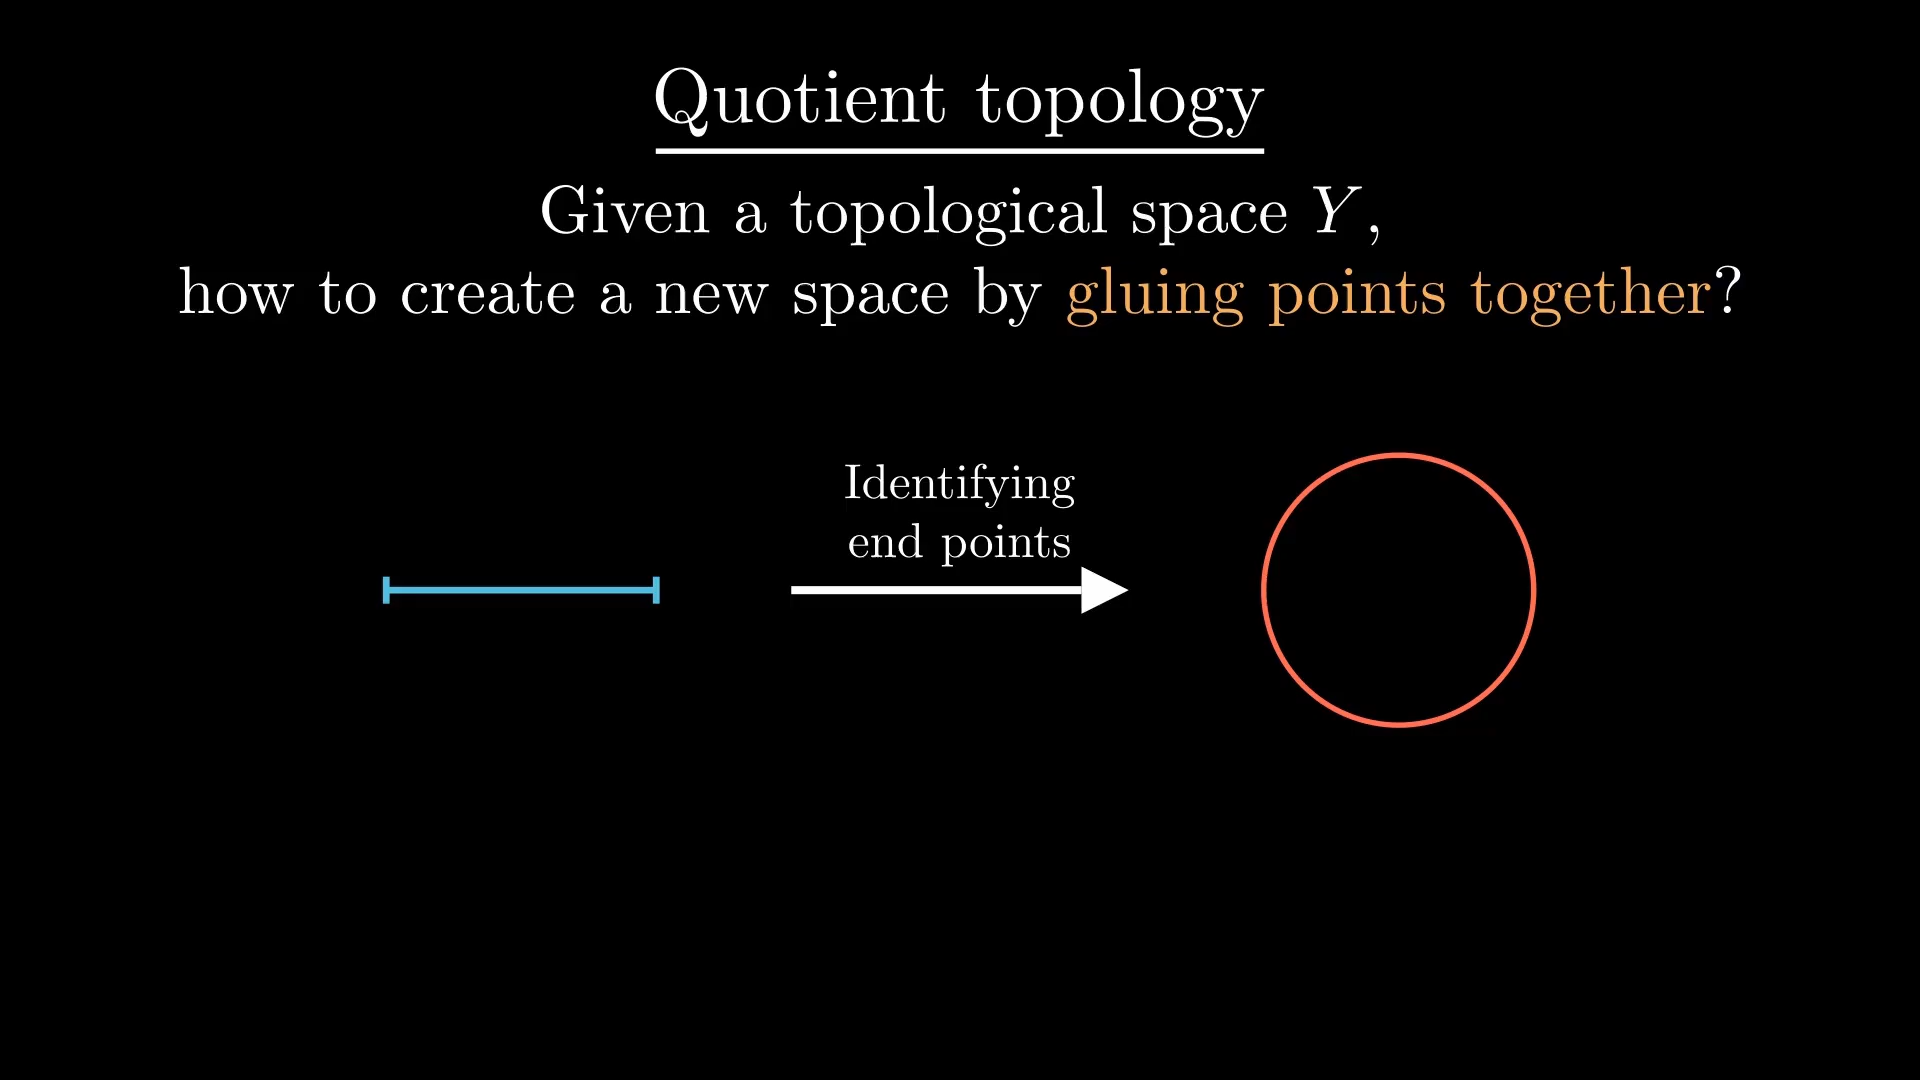 Quotient topology
Given a topological space Y,
how to create a new space by gluing points together?
Identifying
end points